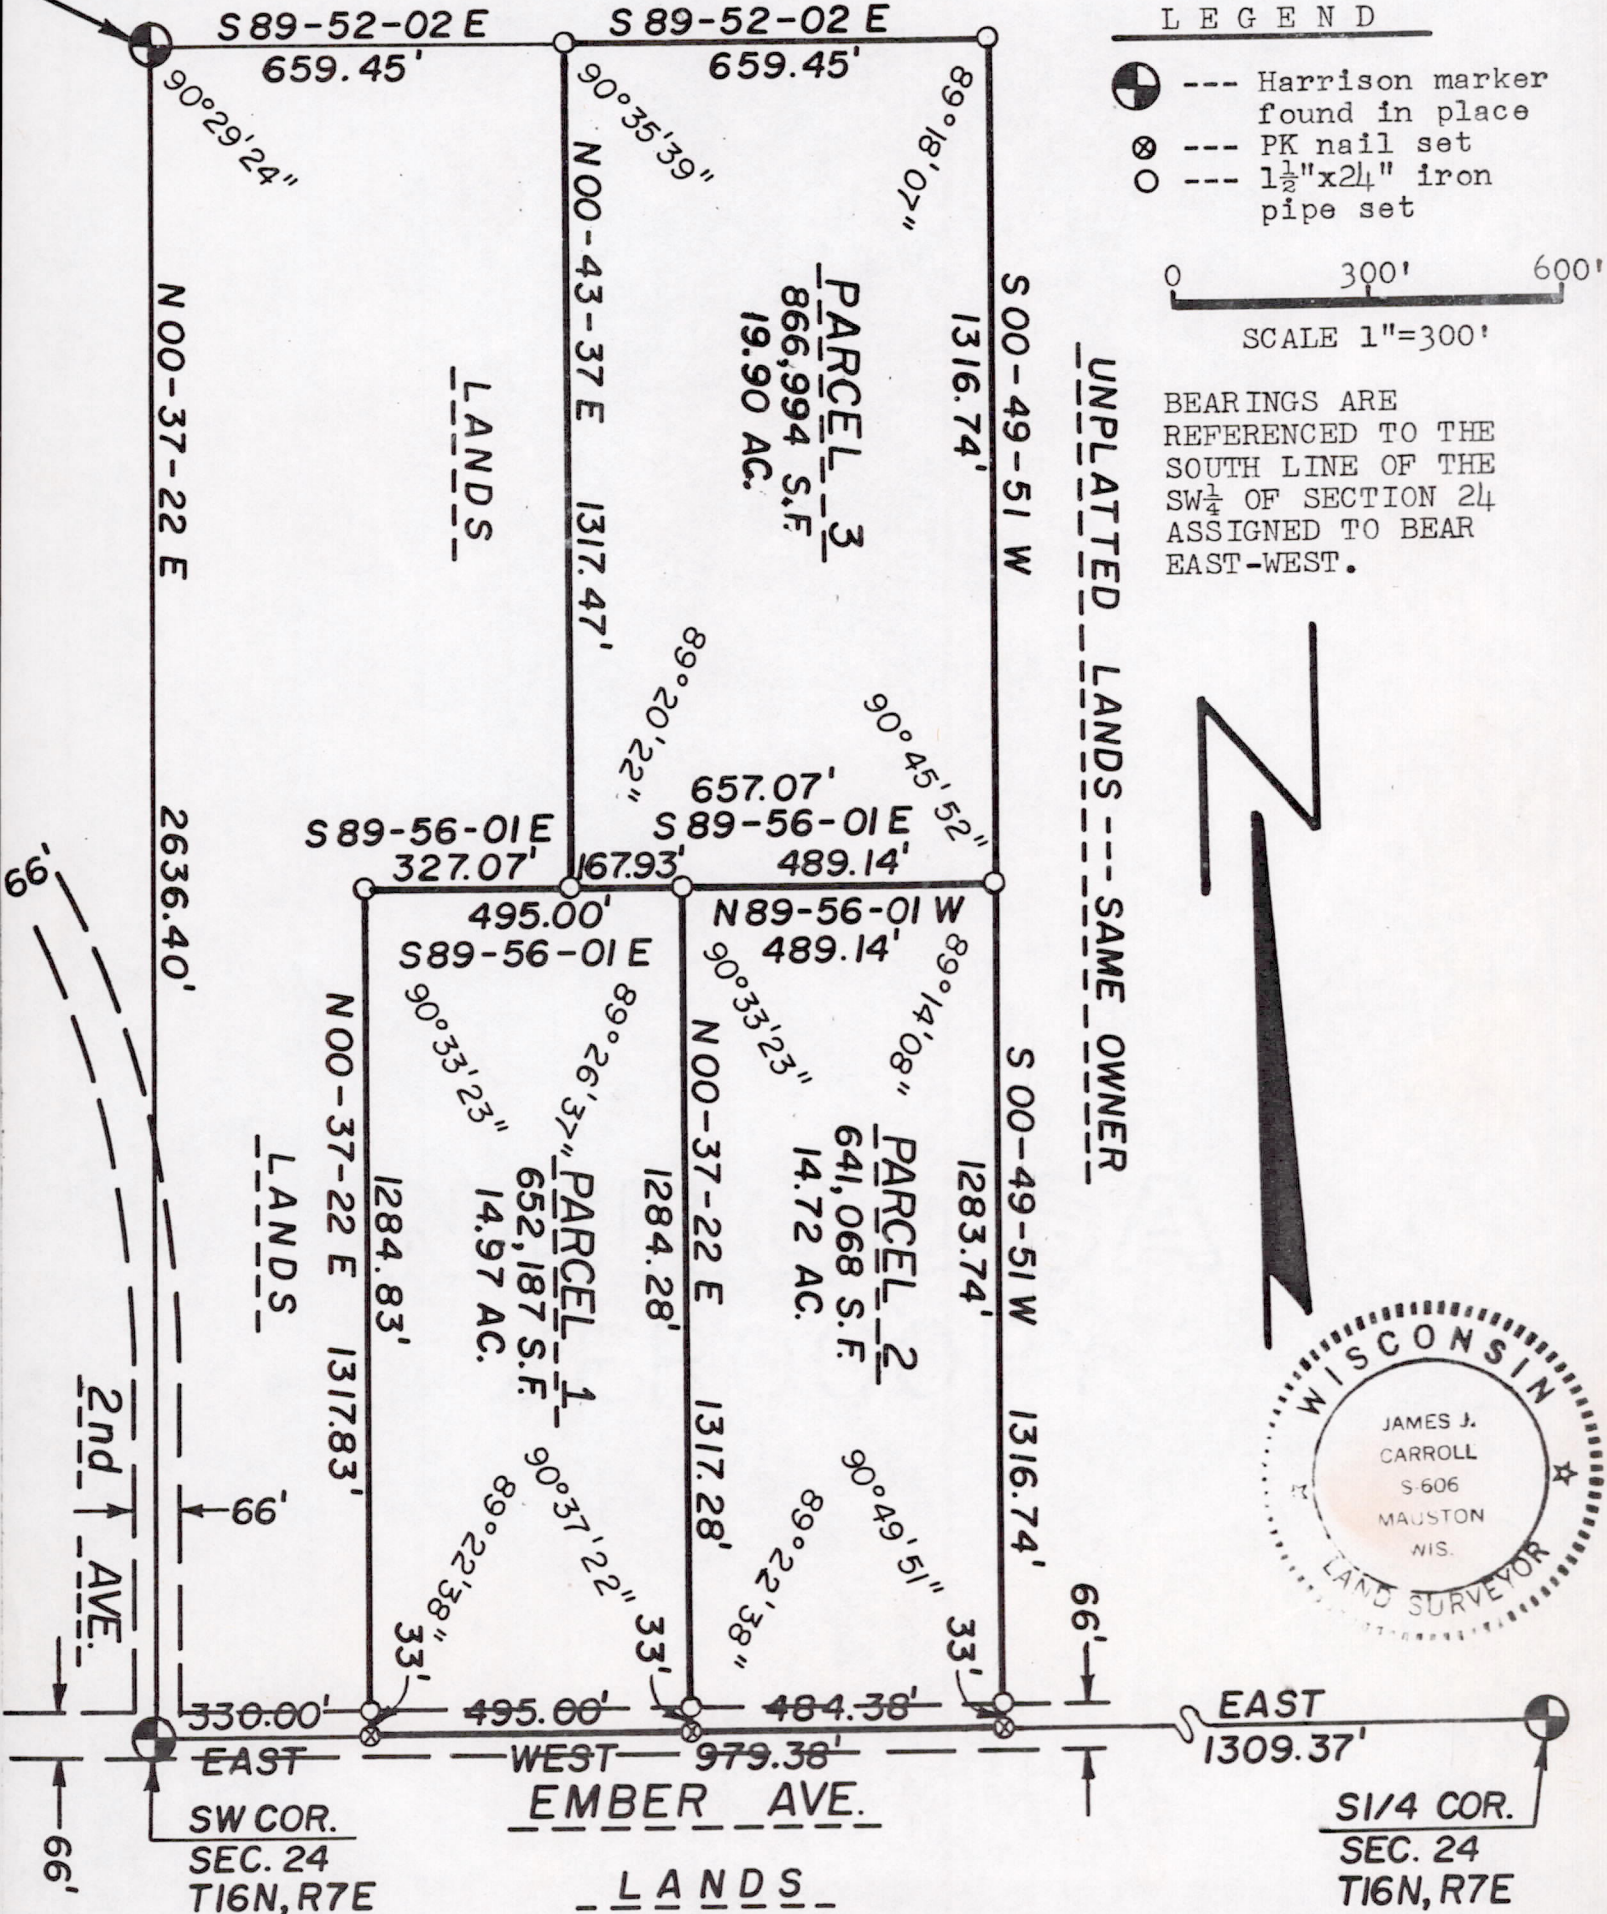 S 89-52-02 E
659.45'
S 89-52-02 E
659.45'
90°29'24"
90°35'39"
89°18'07"
N 00-37-22 E 2636.40'
N 00-43-37 E 1317.47'
S 00-49-51 W
1316.74'
LANDS
PARCEL 3
866,994 S.F.
19.90 AC.
UNPLATTED LANDS --- SAME OWNER
LEGEND
--- Harrison marker
found in place
--- PK nail set
--- 1½"x24" iron
pipe set
0 300' 600'
SCALE 1"=300'
BEARINGS ARE
REFERENCED TO THE
SOUTH LINE OF THE
SW¼ OF SECTION 24
ASSIGNED TO BEAR
EAST-WEST.
N
89°20'22"
90°45'52"
657.07'
S 89-56-01 E
S 89-56-01 E
327.07'
167.93'
489.14'
495.00'
S89-56-01 E
N89-56-01 W
489.14'
66'
90°33'23"
89°26'37"
90°33'23"
89°14'08"
N 00-37-22 E 1317.83'
1284.83'
PARCEL 1
652,187 S.F.
14.97 AC.
1284.28'
N00-37-22 E 1317.28'
PARCEL 2
641,068 S.F.
14.72 AC.
1283.74'
S 00-49-51 W 1316.74'
LANDS
2nd AVE.
66'
89°22'38"
90°37'22"
89°22'38"
90°49'51"
33'
33'
33'
66'
330.00'
495.00'
484.38'
EAST
WEST
979.38'
EAST
1309.37'
EMBER AVE.
66'
SW COR.
SEC. 24
T16N, R7E
LANDS
S1/4 COR.
SEC. 24
T16N, R7E
WISCONSIN
JAMES J.
CARROLL
S-606
MAUSTON
WIS.
LAND SURVEYOR